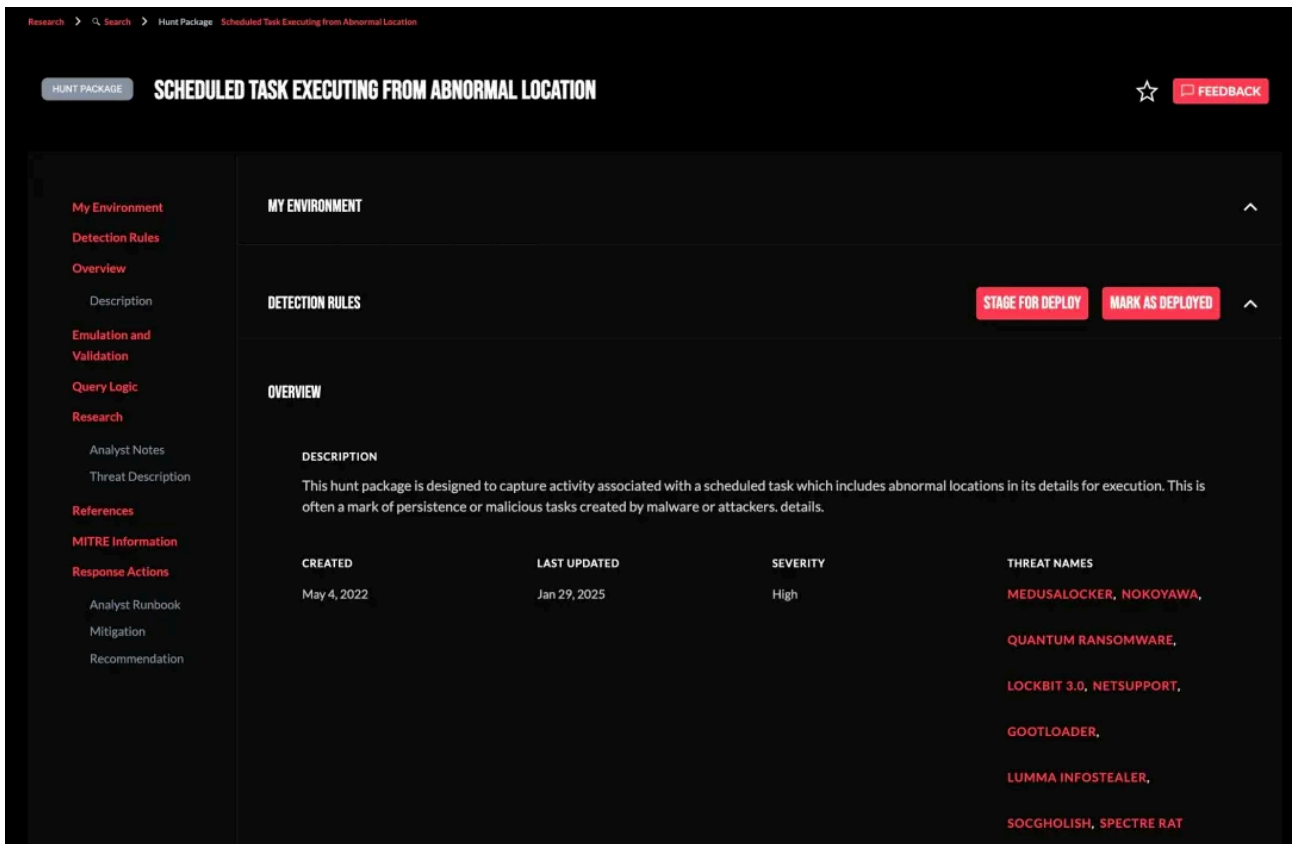 Research > Search > Hunt Package Scheduled Task Executing from Abnormal Location
HUNT PACKAGE SCHEDULED TASK EXECUTING FROM ABNORMAL LOCATION
FEEDBACK
My Environment
Detection Rules
Overview
Description
Emulation and
Validation
Query Logic
Research
Analyst Notes
Threat Description
References
MITRE Information
Response Actions
Analyst Runbook
Mitigation
Recommendation
MY ENVIRONMENT
DETECTION RULES
STAGE FOR DEPLOY
MARK AS DEPLOYED
OVERVIEW
DESCRIPTION
This hunt package is designed to capture activity associated with a scheduled task which includes abnormal locations in its details for execution. This is
often a mark of persistence or malicious tasks created by malware or attackers. details.
CREATED
May 4, 2022
LAST UPDATED
Jan 29, 2025
SEVERITY
High
THREAT NAMES
MEDUSALOCKER, NOKOYAWA,
QUANTUM RANSOMWARE,
LOCKBIT 3.0, NETSUPPORT,
GOOTLOADER,
LUMMA INFOSTEALER,
SOCGHOLISH, SPECTRE RAT